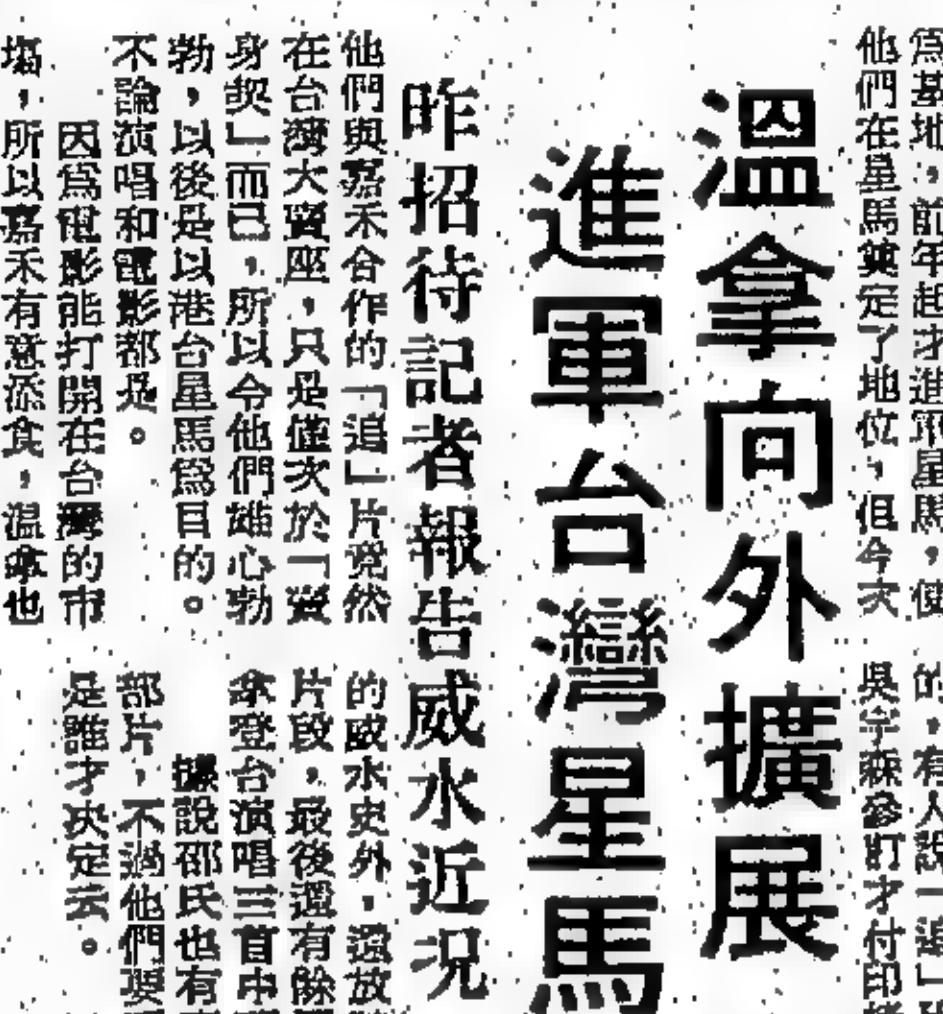 爲基地，前年起才進軍星馬，使
他們在星馬奠定了地位，但今次
的，有人說「追」
吳宇森參訂才付印
溫拿向外擴展
進軍台灣星馬
昨招待記者報告威水近況
他們與嘉禾合作的「追」片竟然
在台灣大賣座，只是僅次於「賣
身契」而已，所以令他們雄心勃
勃，以後是以港台星馬爲目的。
不論演唱和電影都是。
因爲電影能打開在台灣的市
場，所以嘉禾有意添食，溫拿也
的威水史外，還放
片段，最後還有餘
拿登台演唱三首中
據說邵氏也有
部片，不過他們要
是誰才決定云。